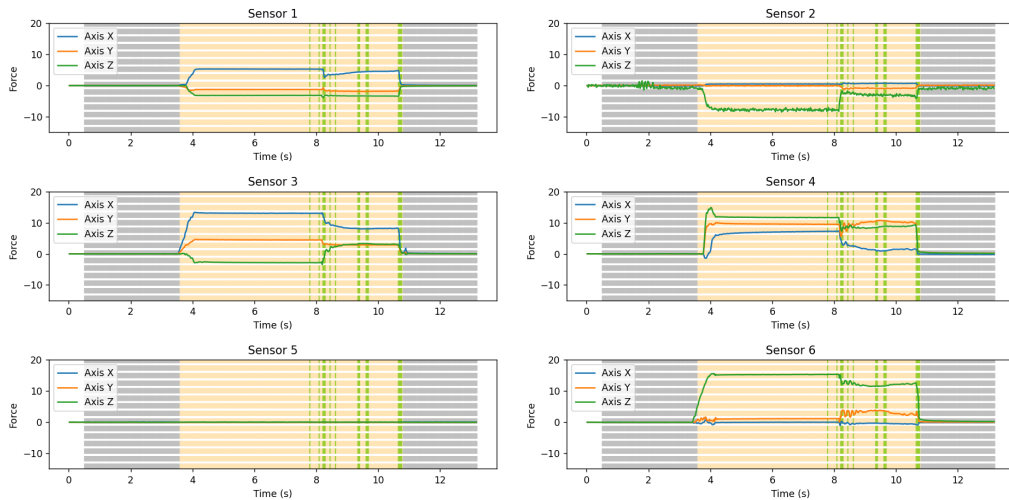 Sensor 1
20
10
0
−10
Force
Axis X
Axis Y
Axis Z
0 2 4 6 8 10 12
Time (s)
Sensor 2
20
10
0
−10
Force
Axis X
Axis Y
Axis Z
0 2 4 6 8 10 12
Time (s)
Sensor 3
20
10
0
−10
Force
Axis X
Axis Y
Axis Z
0 2 4 6 8 10 12
Time (s)
Sensor 4
20
10
0
−10
Force
Axis X
Axis Y
Axis Z
0 2 4 6 8 10 12
Time (s)
Sensor 5
20
10
0
−10
Force
Axis X
Axis Y
Axis Z
0 2 4 6 8 10 12
Time (s)
Sensor 6
20
10
0
−10
Force
Axis X
Axis Y
Axis Z
0 2 4 6 8 10 12
Time (s)